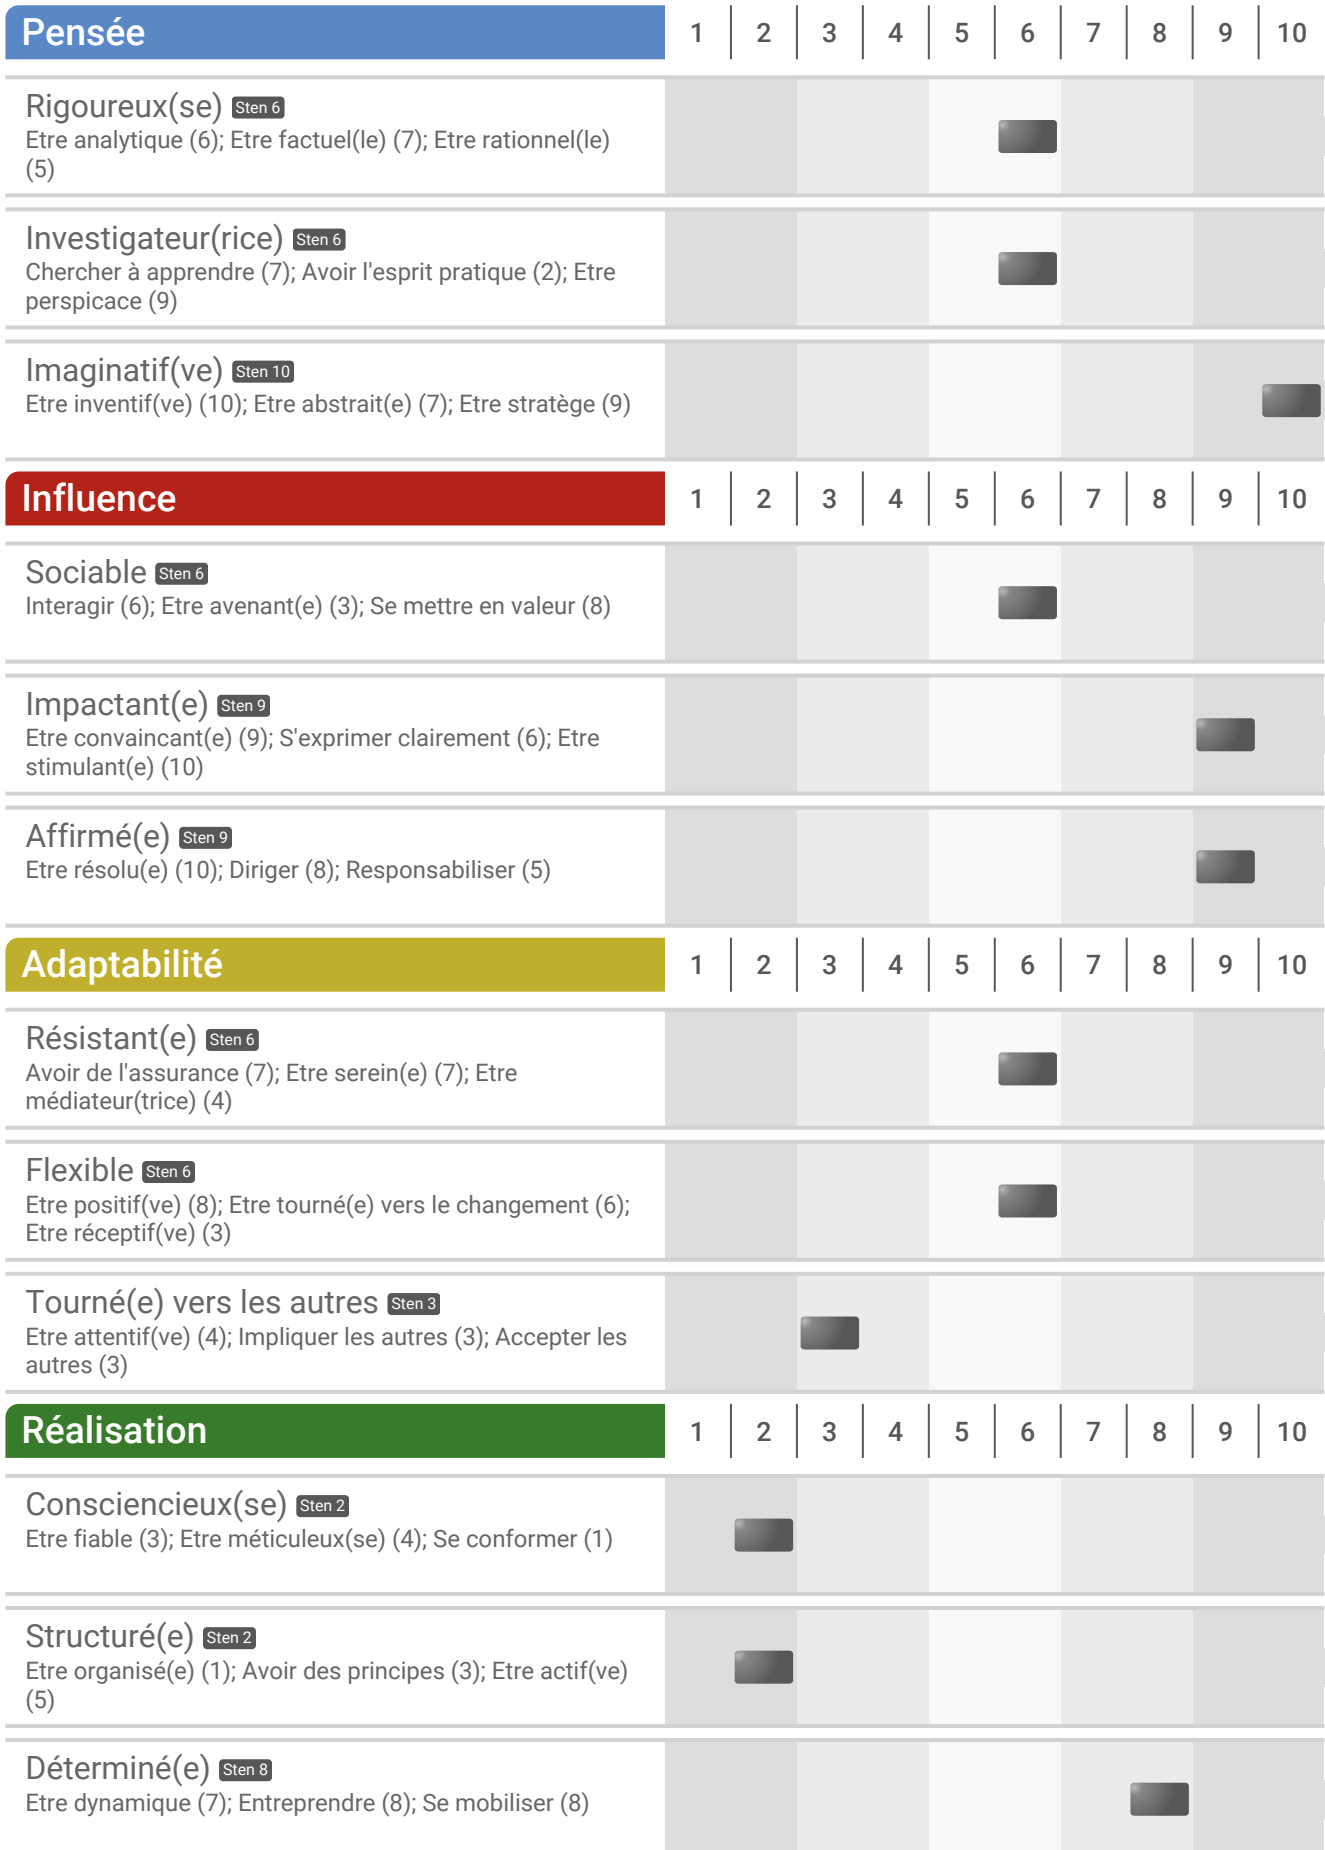 Pensée 1 2 3 4 5 6 7 8 9 10
Rigoureux(se) Sten 6
Etre analytique (6); Etre factuel(le) (7); Etre rationnel(le)
(5)
Investigateur(rice) Sten 6
Chercher à apprendre (7); Avoir l'esprit pratique (2); Etre
perspicace (9)
Imaginatif(ve) Sten 10
Etre inventif(ve) (10); Etre abstrait(e) (7); Etre stratège (9)
Influence 1 2 3 4 5 6 7 8 9 10
Sociable Sten 6
Interagir (6); Etre avenant(e) (3); Se mettre en valeur (8)
Impactant(e) Sten 9
Etre convaincant(e) (9); S'exprimer clairement (6); Etre
stimulant(e) (10)
Affirmé(e) Sten 9
Etre résolu(e) (10); Diriger (8); Responsabiliser (5)
Adaptabilité 1 2 3 4 5 6 7 8 9 10
Résistant(e) Sten 6
Avoir de l'assurance (7); Etre serein(e) (7); Etre
médiateur(trice) (4)
Flexible Sten 6
Etre positif(ve) (8); Etre tourné(e) vers le changement (6);
Etre réceptif(ve) (3)
Tourné(e) vers les autres Sten 3
Etre attentif(ve) (4); Impliquer les autres (3); Accepter les
autres (3)
Réalisation 1 2 3 4 5 6 7 8 9 10
Consciencieux(se) Sten 2
Etre fiable (3); Etre méticuleux(se) (4); Se conformer (1)
Structuré(e) Sten 2
Etre organisé(e) (1); Avoir des principes (3); Etre actif(ve)
(5)
Déterminé(e) Sten 8
Etre dynamique (7); Entreprendre (8); Se mobiliser (8)